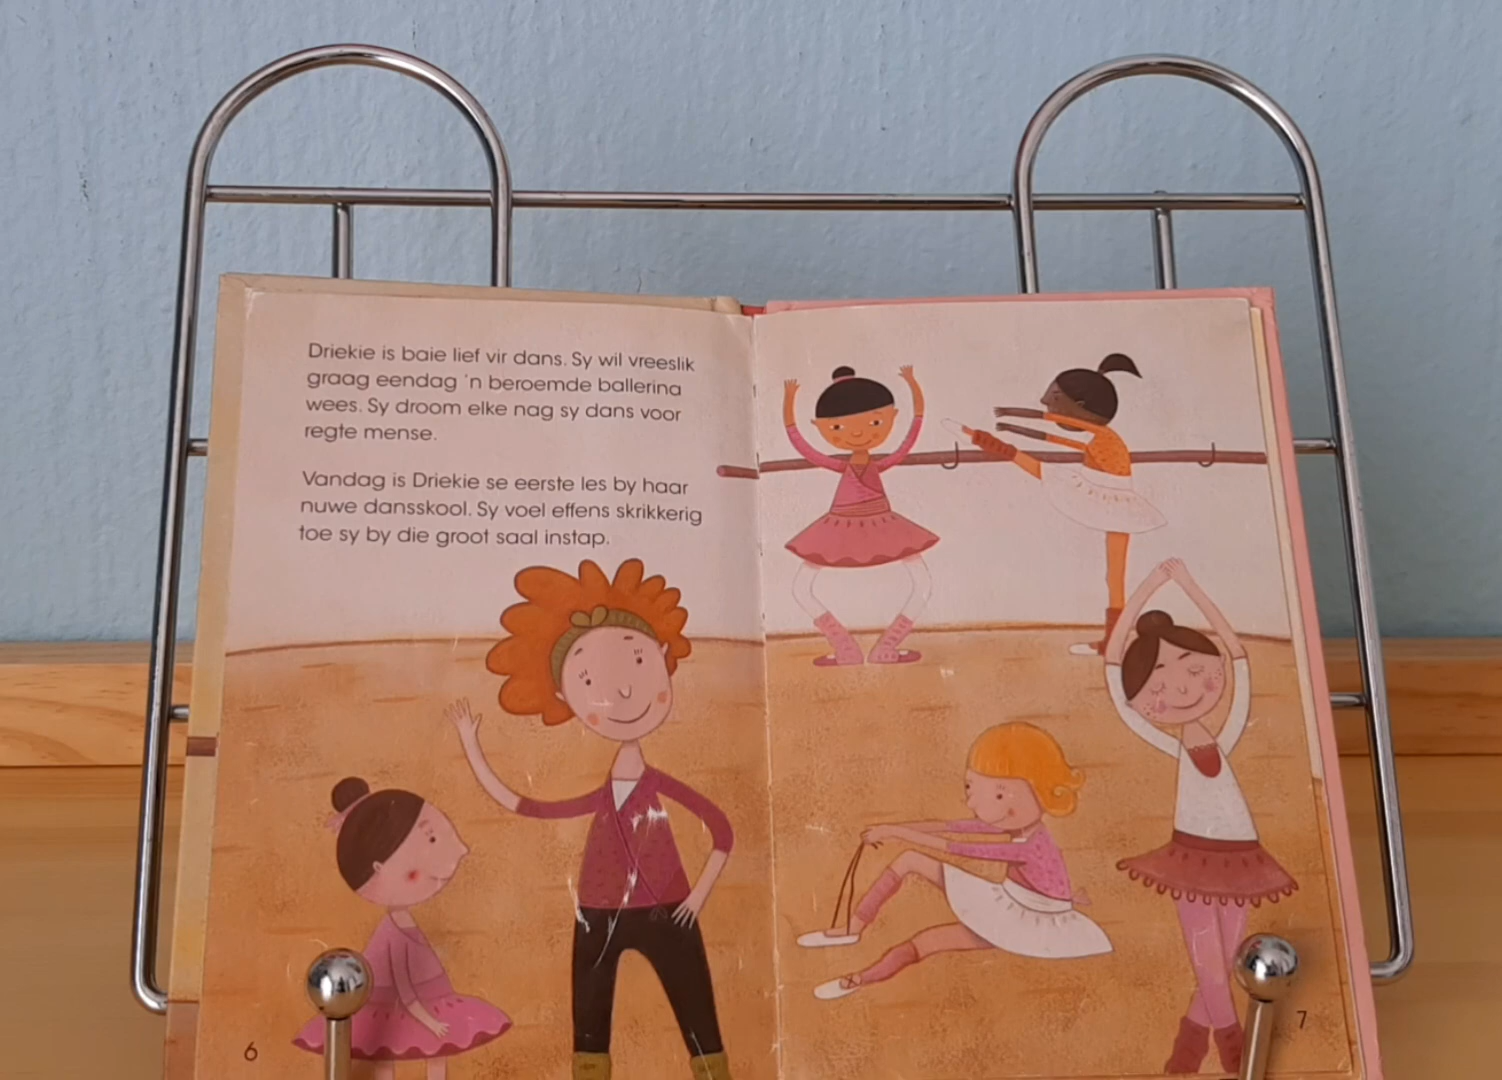 Driekie is baie lief vir dans. Sy wil vreeslik
graag eendag 'n beroemde ballerina
wees. Sy droom elke nag sy dans voor
regte mense.
Vandag is Driekie se eerste les by haar
nuwe dansskool. Sy voel effens skrikkerig
toe sy by die groot saal instap.
6
7